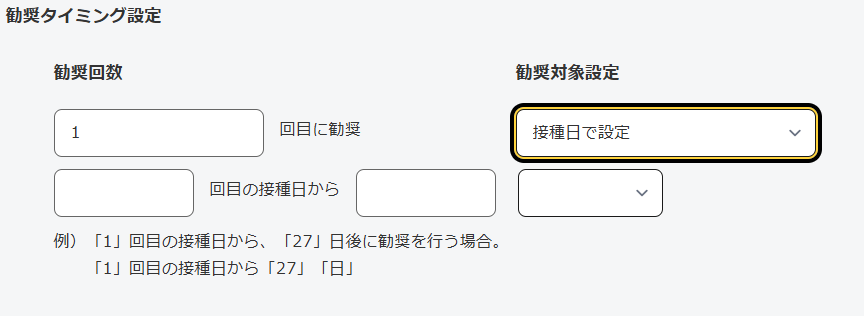 勧奨タイミング設定
勧奨回数 勧奨対象設定
1 回目に勧奨 接種日で設定
回目の接種日から
例）「1」回目の接種日から、「27」日後に勧奨を行う場合。
「1」回目の接種日から「27」「日」